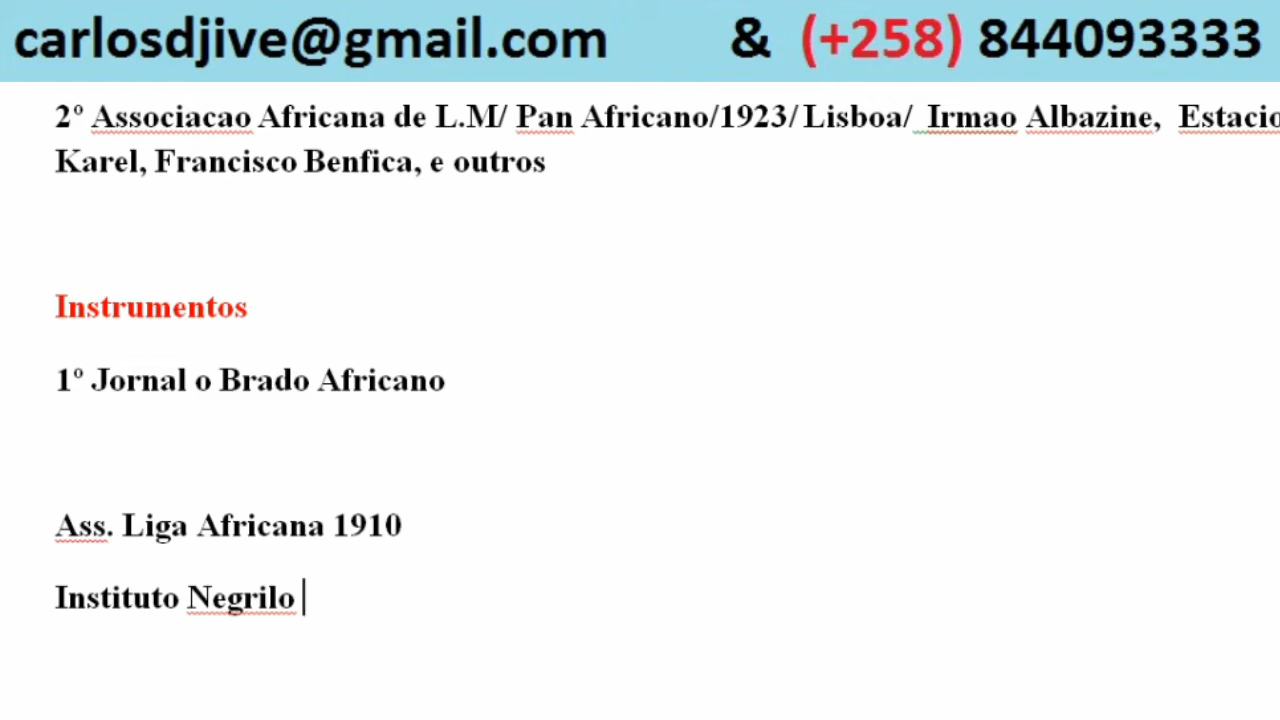 carlosdjive@gmail.com & (+258) 844093333
2º Associacao Africana de L.M/ Pan Africano/1923/ Lisboa/ Irmao Albazine, Estacio
Karel, Francisco Benfica, e outros
Instrumentos
1º Jornal o Brado Africano
Ass. Liga Africana 1910
Instituto Negrilo